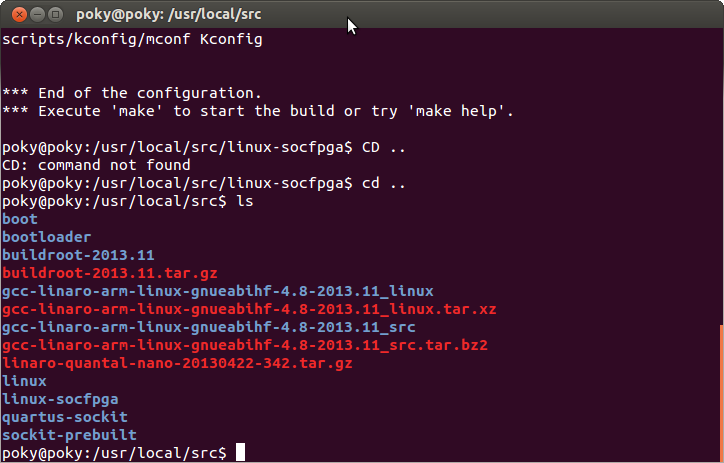 poky@poky: /usr/local/src
scripts/kconfig/mconf Kconfig
*** End of the configuration.
*** Execute 'make' to start the build or try 'make help'.
poky@poky:/usr/local/src/linux-socfpga$ CD ..
CD: command not found
poky@poky:/usr/local/src/linux-socfpga$ cd ..
poky@poky:/usr/local/src$ ls
boot
bootloader
buildroot-2013.11
buildroot-2013.11.tar.gz
gcc-linaro-arm-linux-gnueabihf-4.8-2013.11_linux
gcc-linaro-arm-linux-gnueabihf-4.8-2013.11_linux.tar.xz
gcc-linaro-arm-linux-gnueabihf-4.8-2013.11_src
gcc-linaro-arm-linux-gnueabihf-4.8-2013.11_src.tar.bz2
linaro-quantal-nano-20130422-342.tar.gz
linux
linux-socfpga
quartus-sockit
sockit-prebuilt
poky@poky:/usr/local/src$